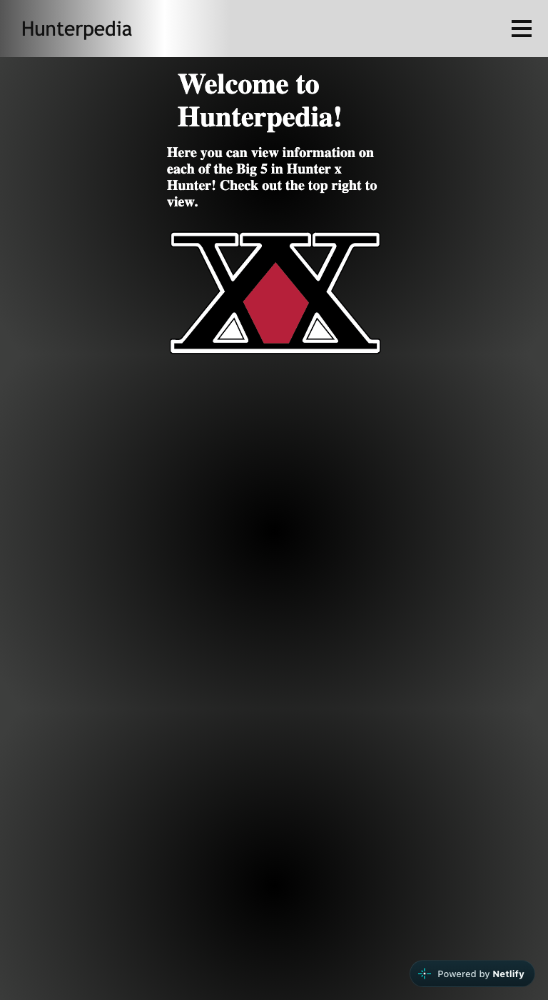 Hunterpedia
Welcome to
Hunterpedia!
Here you can view information on
each of the Big 5 in Hunter x
Hunter! Check out the top right to
view.
Powered by Netlify